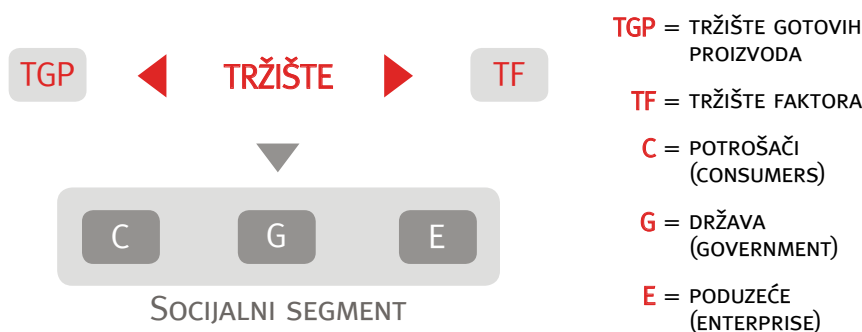 TGP TRŽIŠTE TF
C G E
SOCIJALNI SEGMENT
TGP = TRŽIŠTE GOTOVIH
PROIZVODA
TF = TRŽIŠTE FAKTORA
C = POTROŠAČI
(CONSUMERS)
G = DRŽAVA
(GOVERNMENT)
E = PODUZEĆE
(ENTERPRISE)